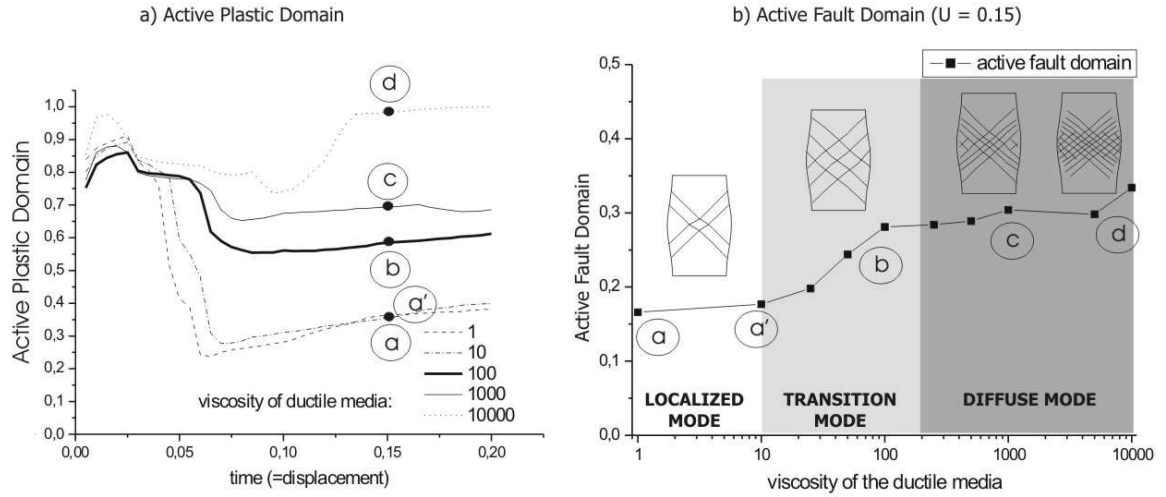 a) Active Plastic Domain
Active Plastic Domain
1,0
0,9
0,8
0,7
0,6
0,5
0,4
0,3
0,2
0,1
0,0
0,00
0,05
0,10
0,15
0,20
time (=displacement)
d
c
b
a'
a
viscosity of ductile media:
1
10
100
1000
10000
b) Active Fault Domain (U = 0.15)
Active Fault Domain
0,5
0,4
0,3
0,2
0,1
0,0
1
10
100
1000
10000
viscosity of the ductile media
active fault domain
a
a'
b
c
d
LOCALIZED
MODE
TRANSITION
MODE
DIFFUSE MODE